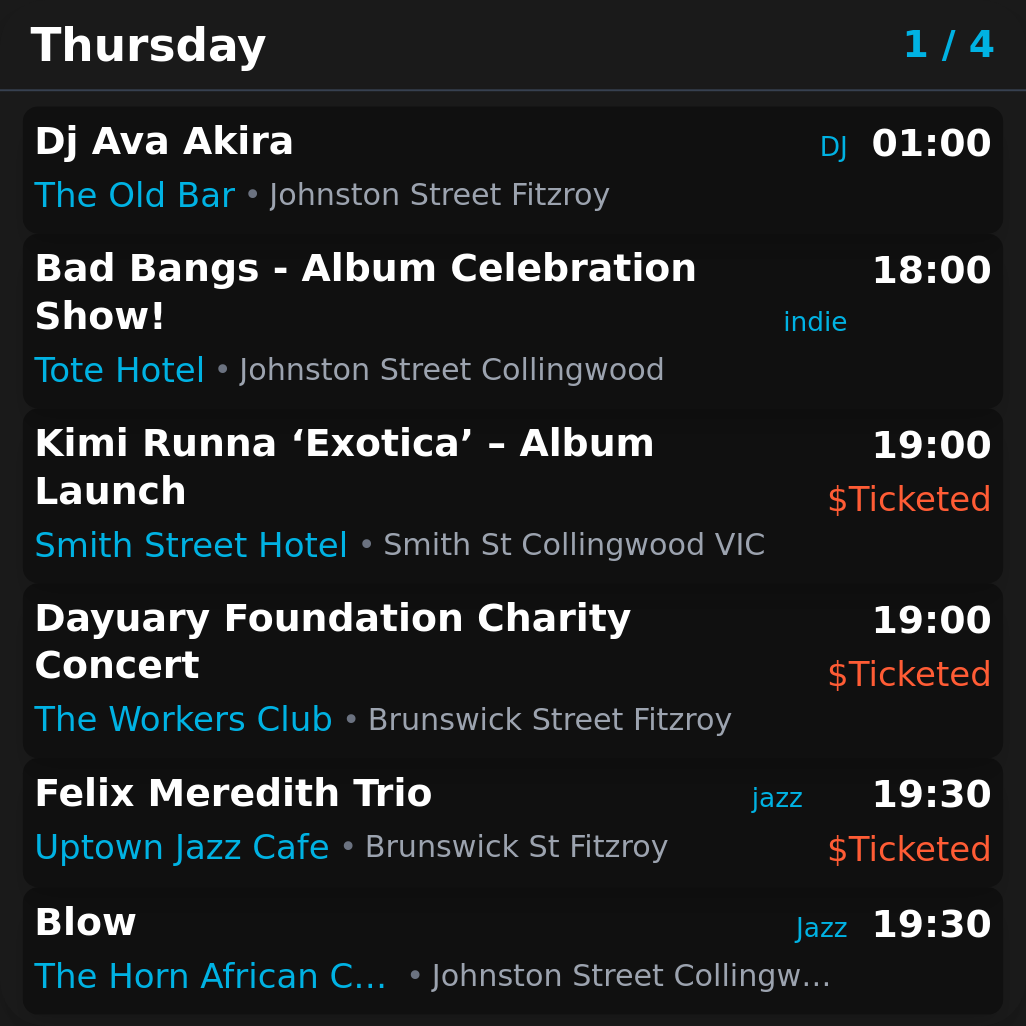 Thursday 1 / 4
Dj Ava Akira DJ 01:00
The Old Bar • Johnston Street Fitzroy
Bad Bangs - Album Celebration 18:00
Show! indie
Tote Hotel • Johnston Street Collingwood
Kimi Runna ‘Exotica’ – Album 19:00
Launch $Ticketed
Smith Street Hotel • Smith St Collingwood VIC
Dayuary Foundation Charity 19:00
Concert $Ticketed
The Workers Club • Brunswick Street Fitzroy
Felix Meredith Trio jazz 19:30
Uptown Jazz Cafe • Brunswick St Fitzroy $Ticketed
Blow Jazz 19:30
The Horn African C… • Johnston Street Collingw…